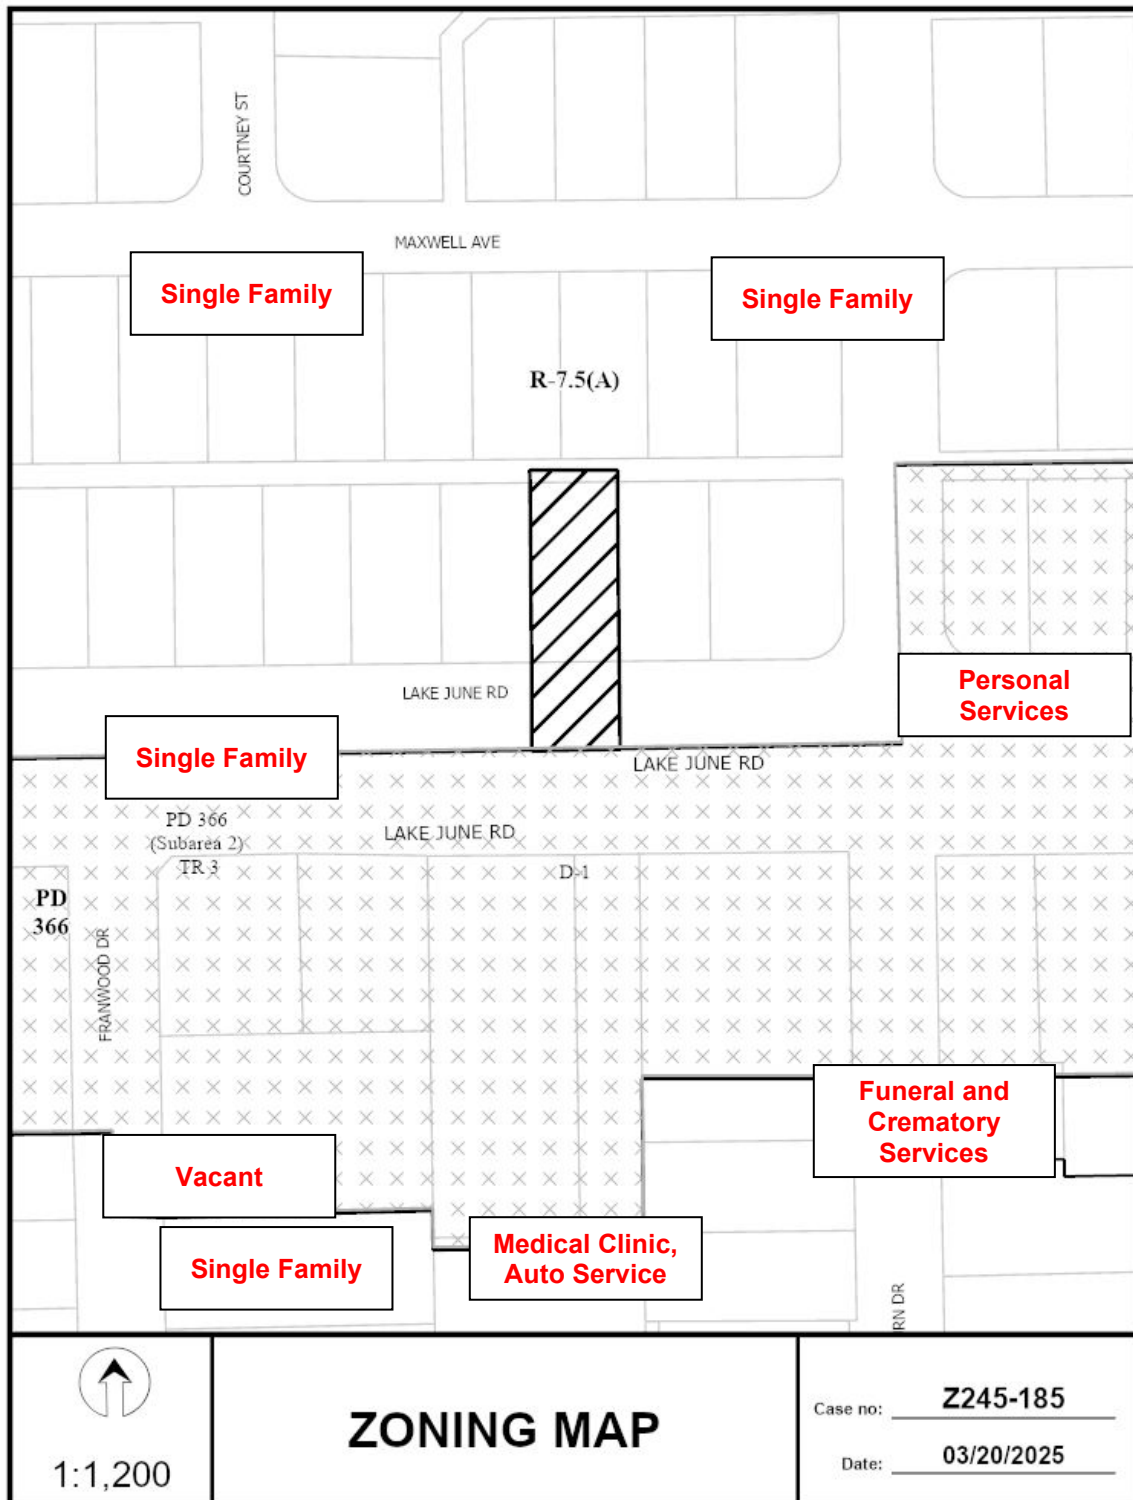 COURTNEY ST
MAXWELL AVE
Single Family
Single Family
R-7.5(A)
LAKE JUNE RD
Personal
Services
Single Family
LAKE JUNE RD
PD 366
(Subarea 2)
TR 3
LAKE JUNE RD
D-1
PD
366
FRANWOOD DR
Funeral and
Crematory
Services
Vacant
Single Family
Medical Clinic,
Auto Service
RN DR
1:1,200
ZONING MAP
Case no: Z245-185
Date: 03/20/2025